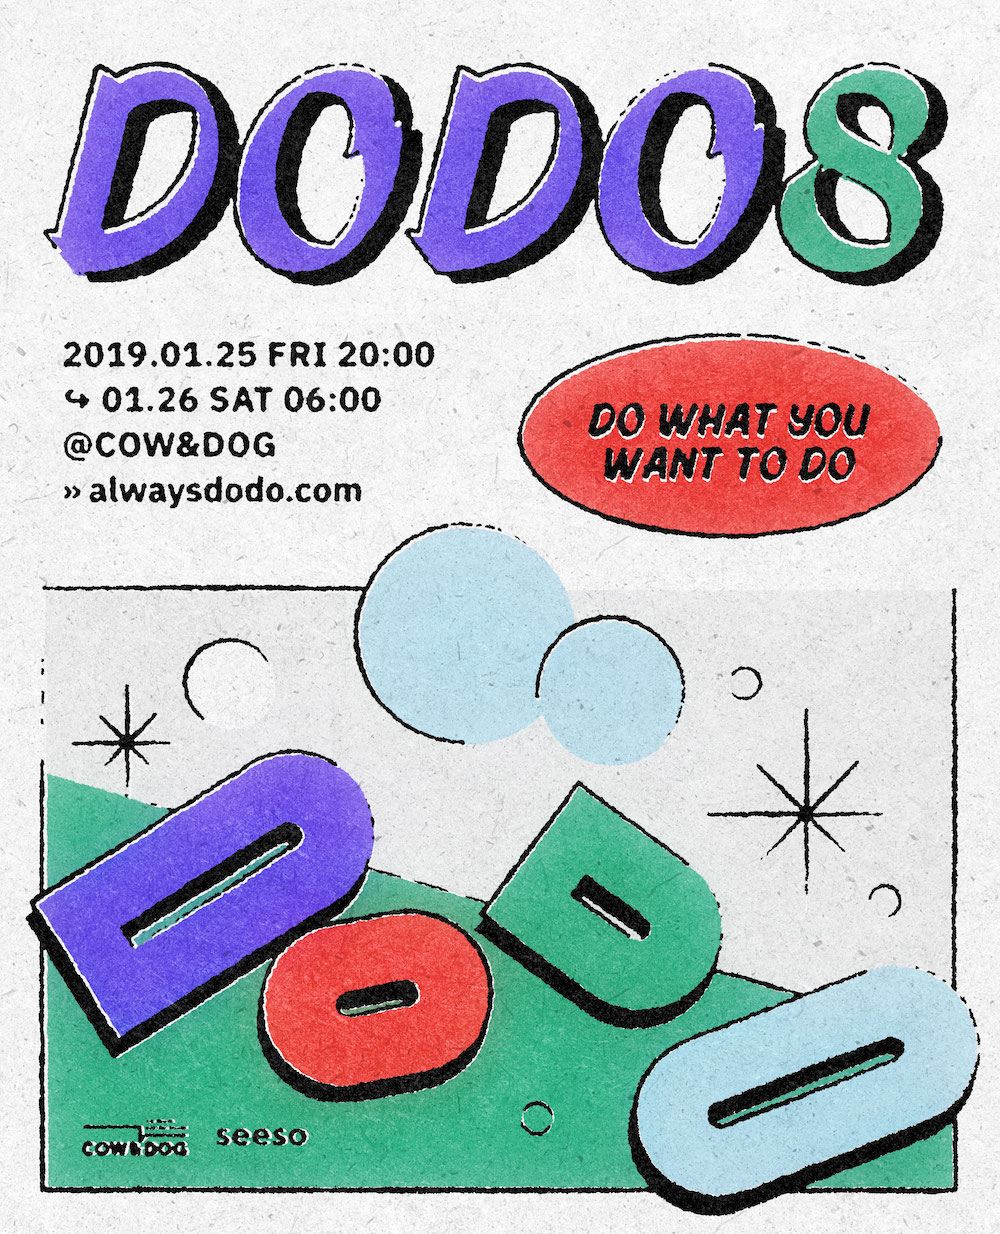 DODO8
2019.01.25 FRI 20:00
↪ 01.26 SAT 06:00
@COW&DOG
» alwaysdodo.com
DO WHAT YOU
WANT TO DO
DODO
COW&DOG
seeso